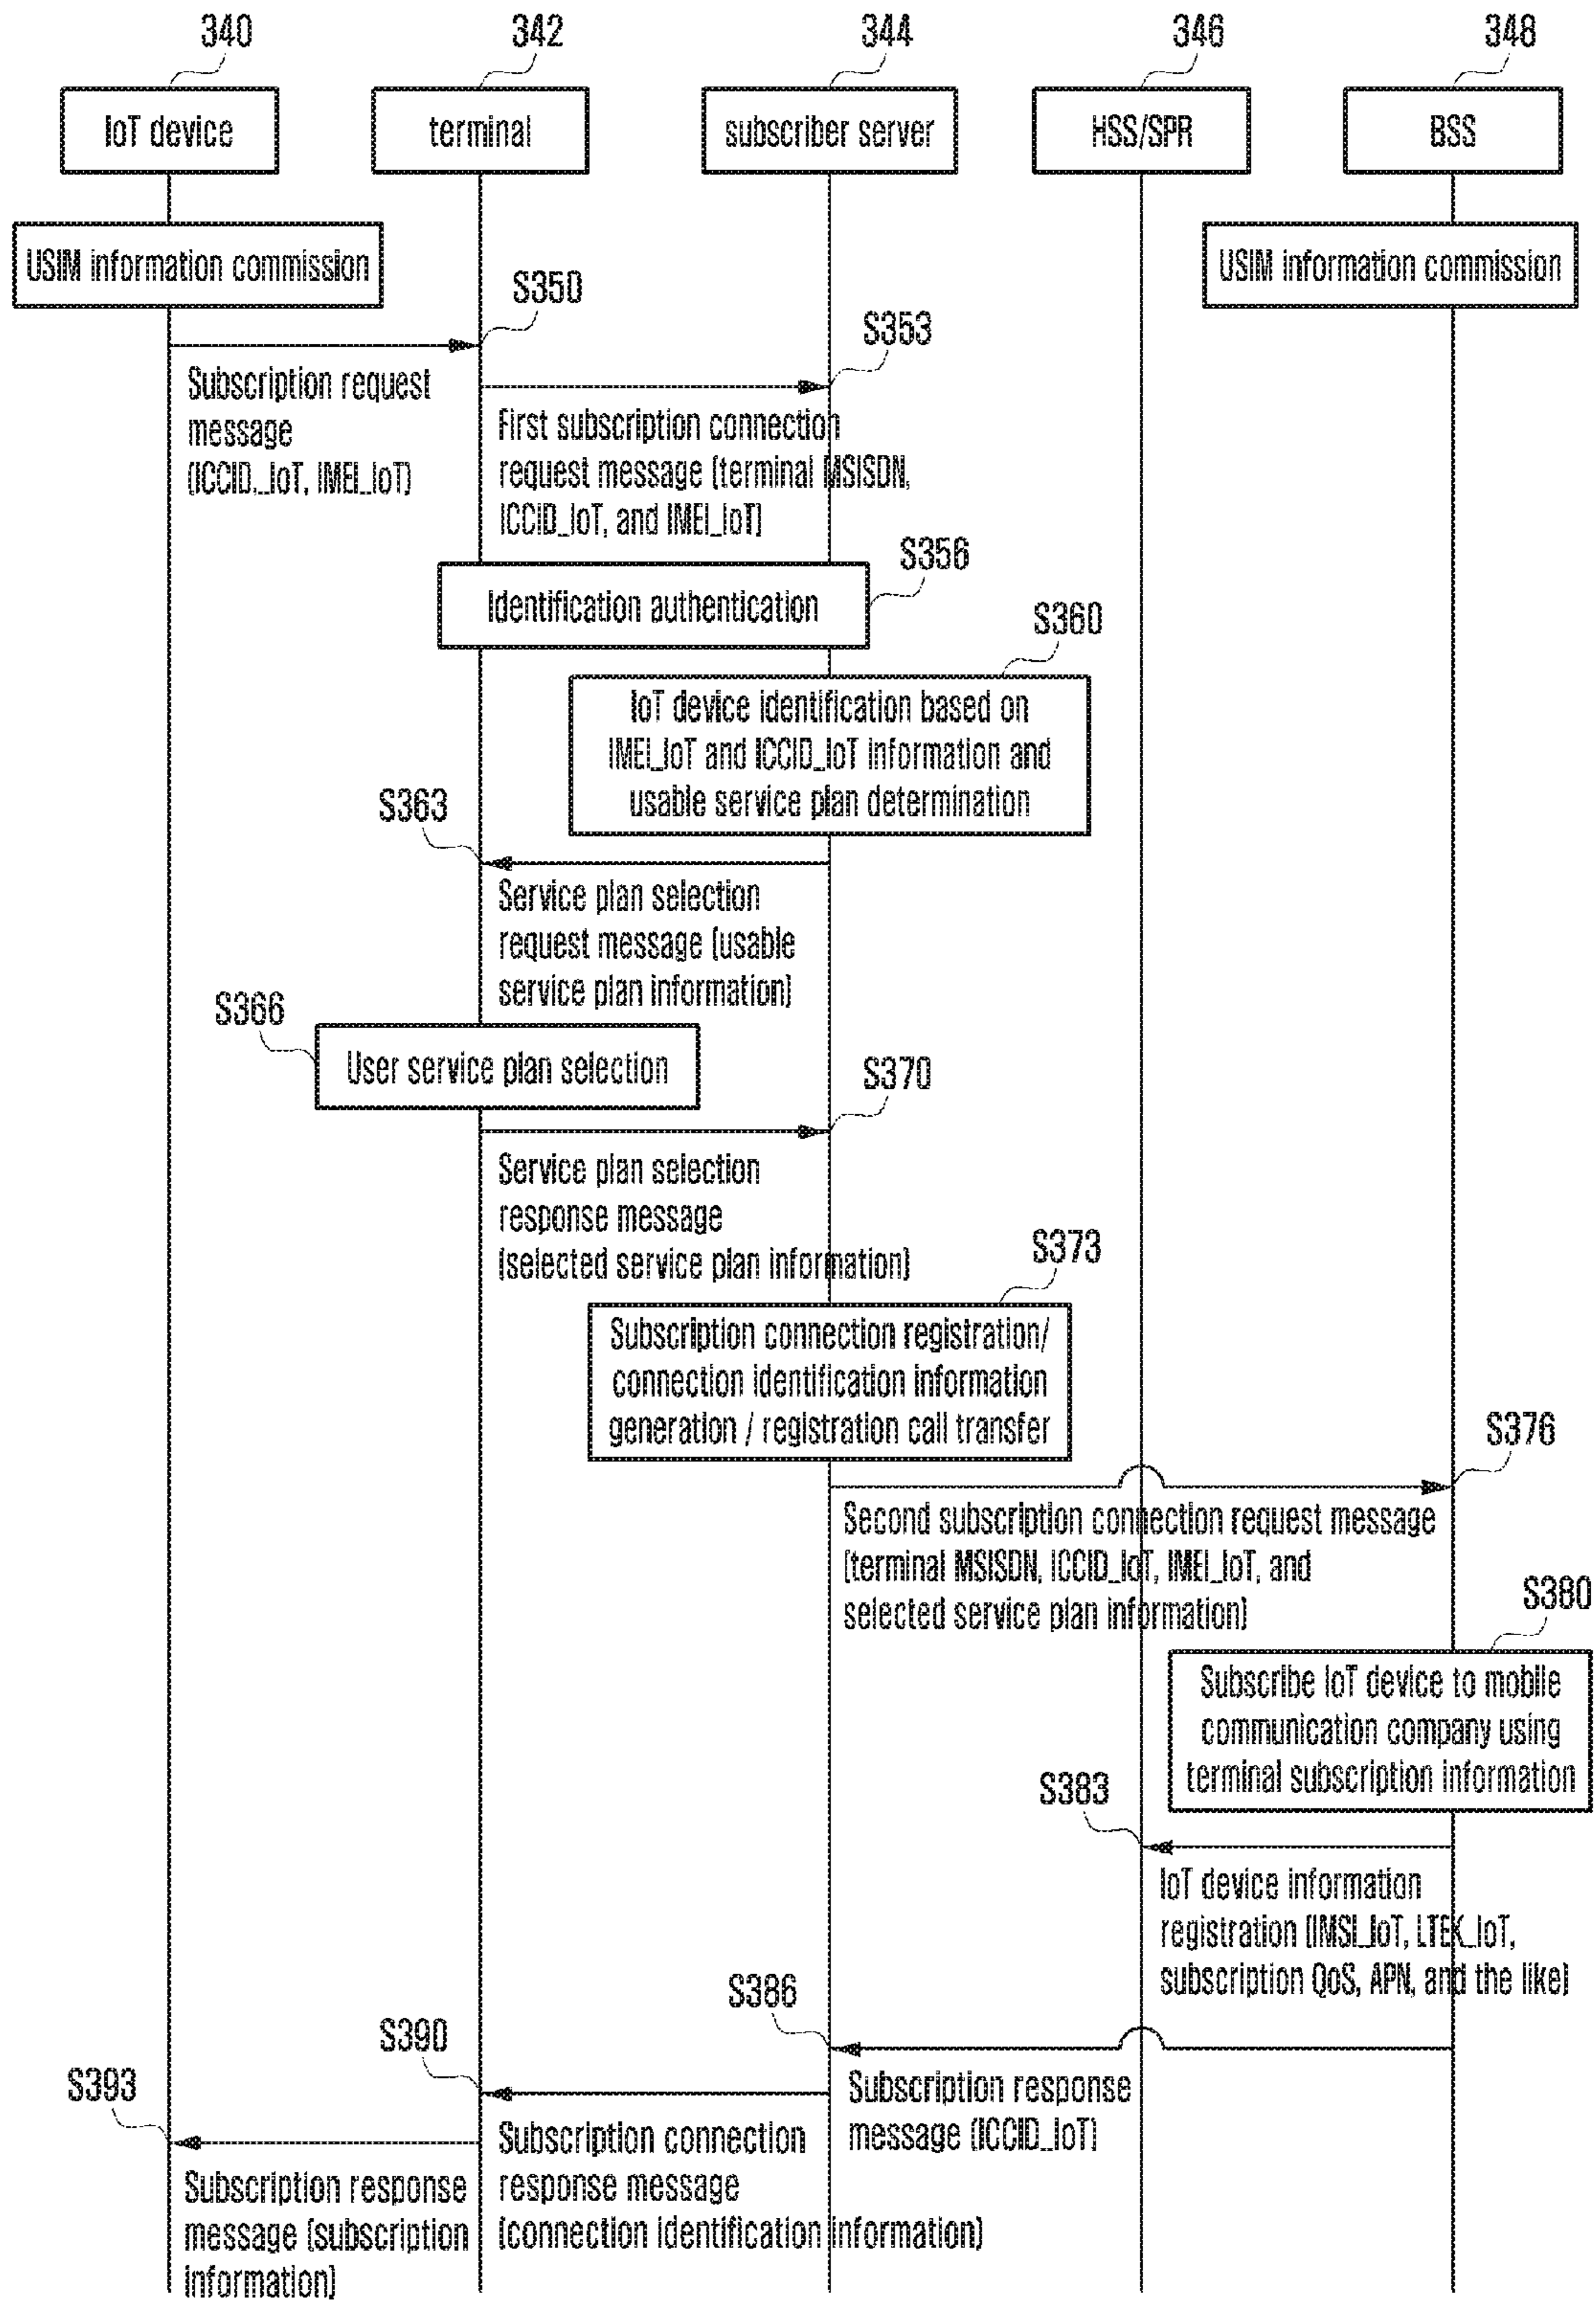 340
342
344
346
348
IoT device
terminal
subscriber server
HSS/SPR
BSS
USIM information commission
USIM information commission
S350
S353
Subscription request
message
(ICCID_IoT, IMEI_IoT)
First subscription connection
request message (terminal MSISDN,
ICCID_IoT, and IMEI_IoT)
S356
Identification authentication
S360
IoT device identification based on
IMEI_IoT and ICCID_IoT information and
usable service plan determination
S363
Service plan selection
request message (usable
service plan information)
S366
User service plan selection
S370
Service plan selection
response message
(selected service plan information)
S373
Subscription connection registration/
connection identification information
generation / registration call transfer
S376
Second subscription connection request message
(terminal MSISDN, ICCID_IoT, IMEI_IoT, and
selected service plan information)
S380
Subscribe IoT device to mobile
communication company using
terminal subscription information
S383
IoT device information
registration (IMSI_IoT, LTEK_IoT,
subscription QoS, APN, and the like)
S386
Subscription response
message (ICCID_IoT)
S390
Subscription connection
response message
(connection identification information)
S393
Subscription response
message (subscription
information)